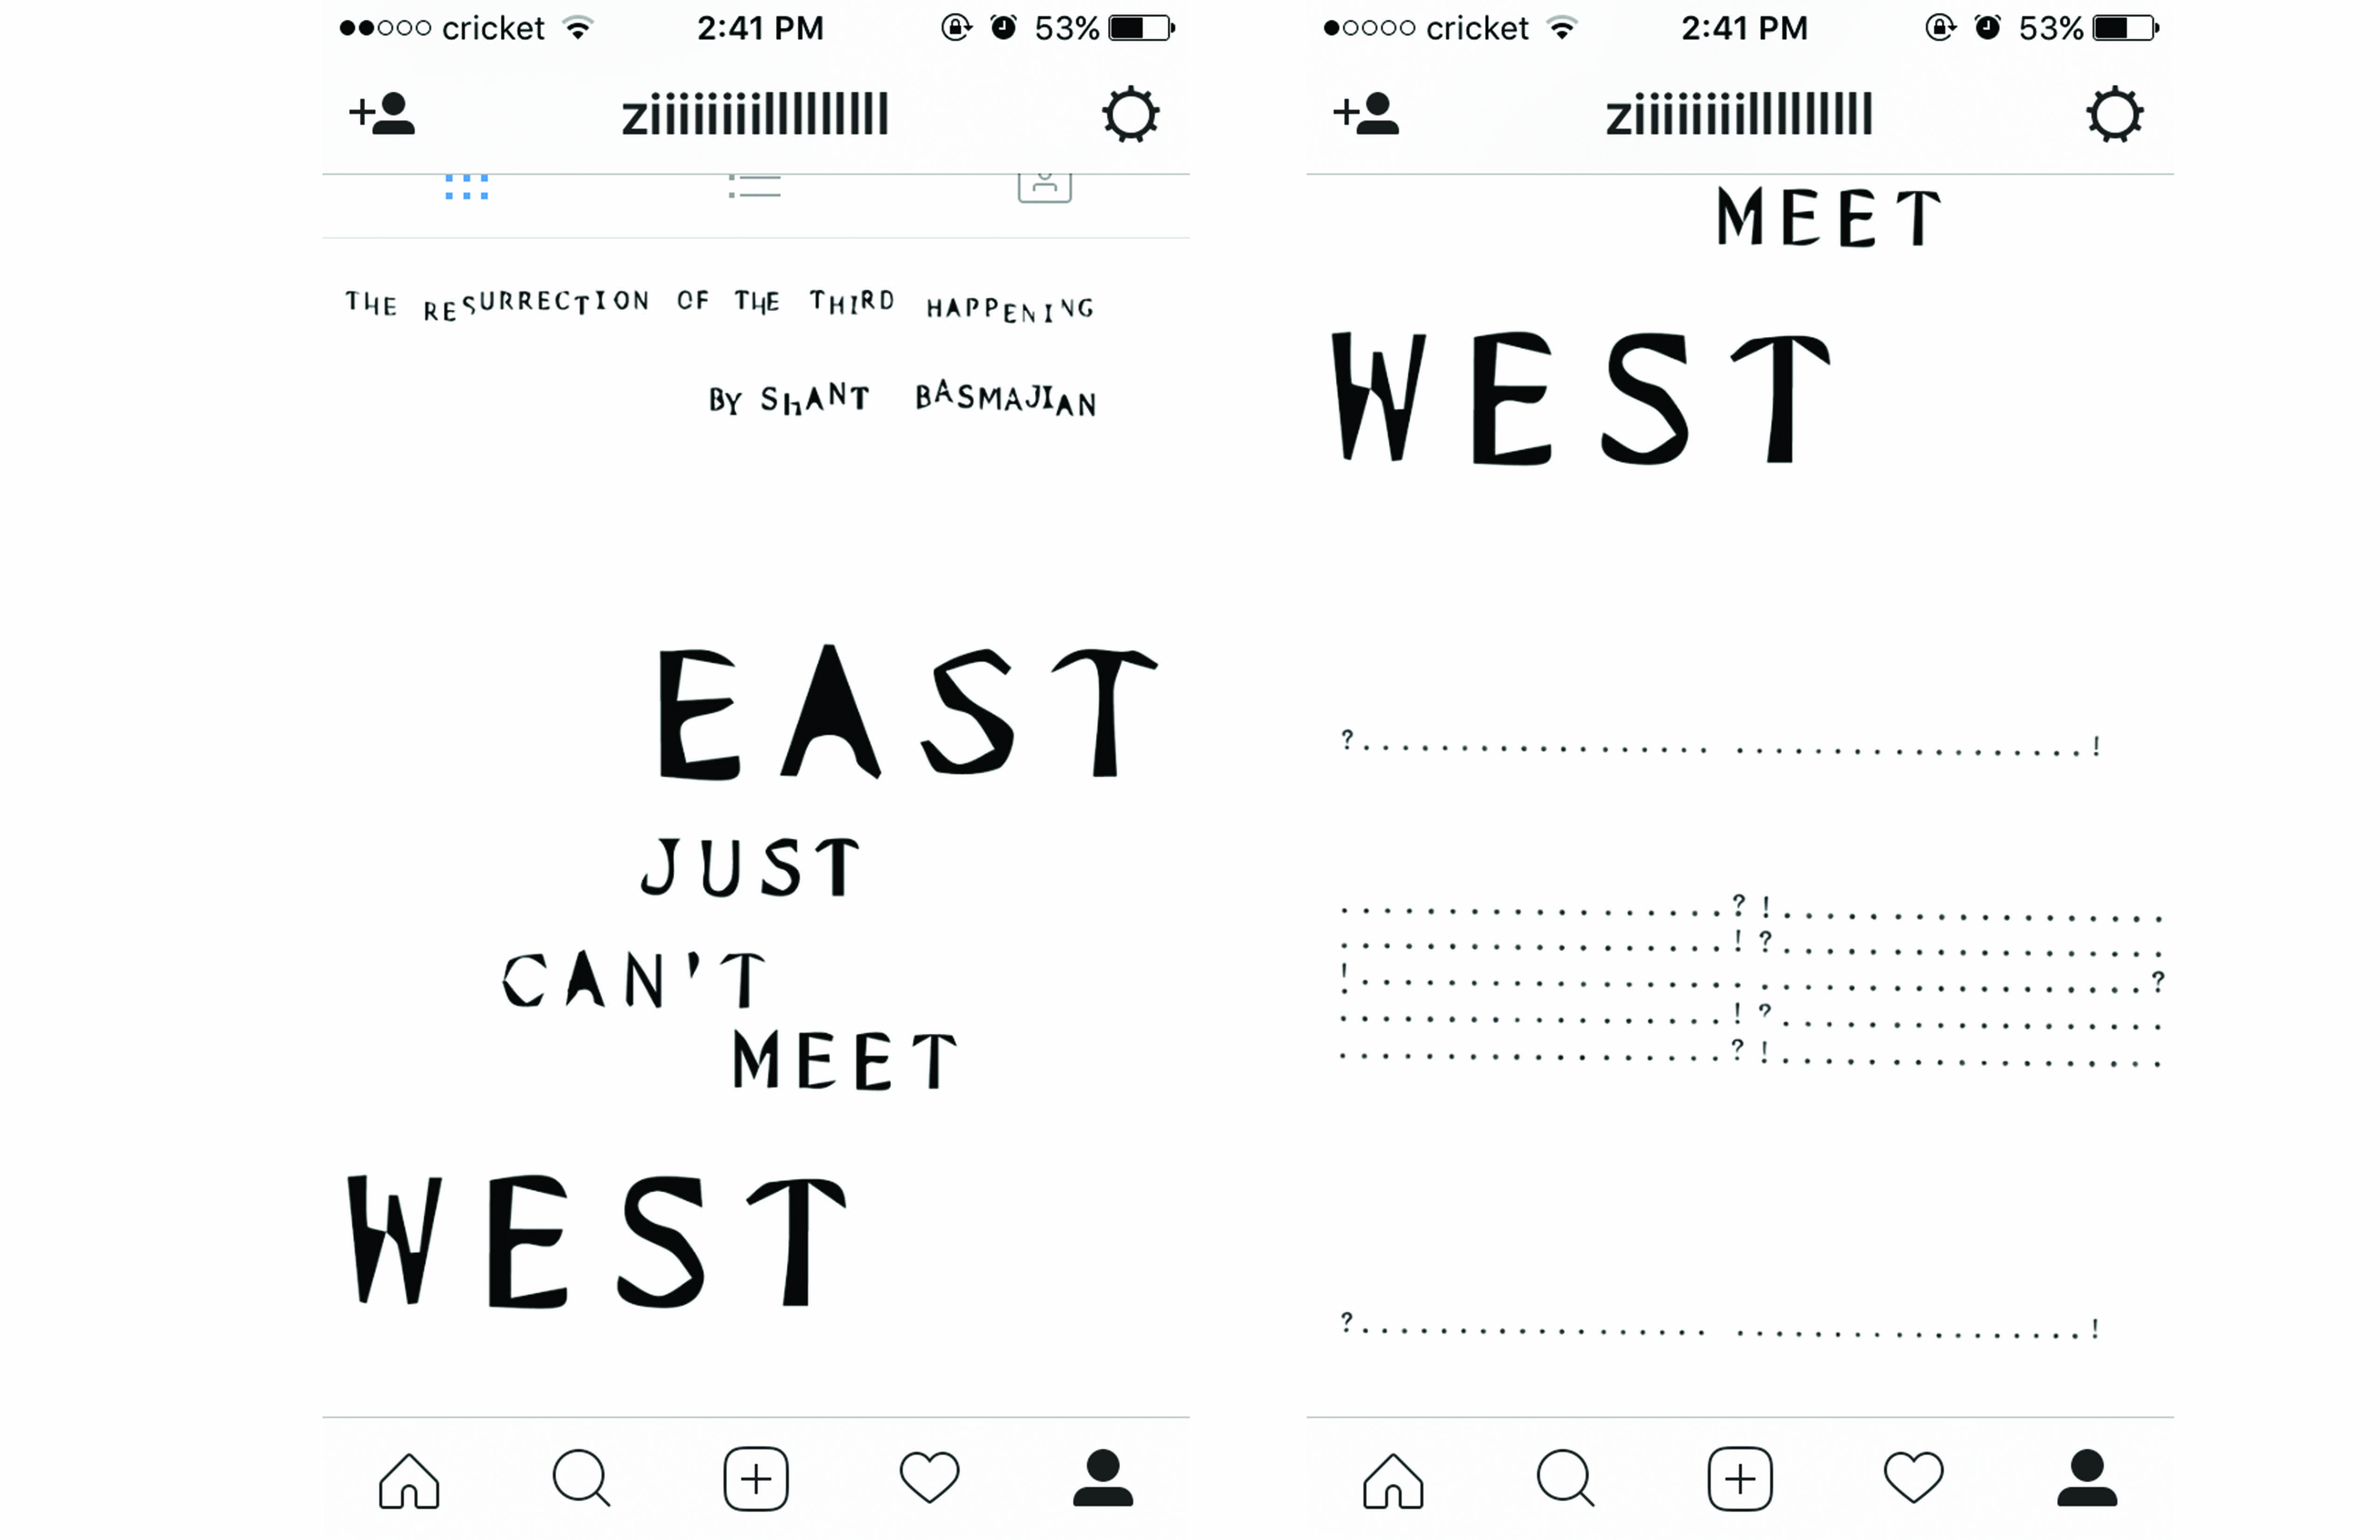 cricket 2:41 PM 53%
ziiiiiiiilllllllll
THE RESURRECTION OF THE THIRD HAPPENING
BY ShANT BASMAJIAN
EAST
JUST
CAN'T
MEET
WEST
cricket 2:41 PM 53%
ziiiiiiiilllllllll
MEET
WEST
?.................. ..................!
..................?!..................
..................!?..................
!.................. ..................?
..................!?..................
..................?!..................
?.................. ..................!